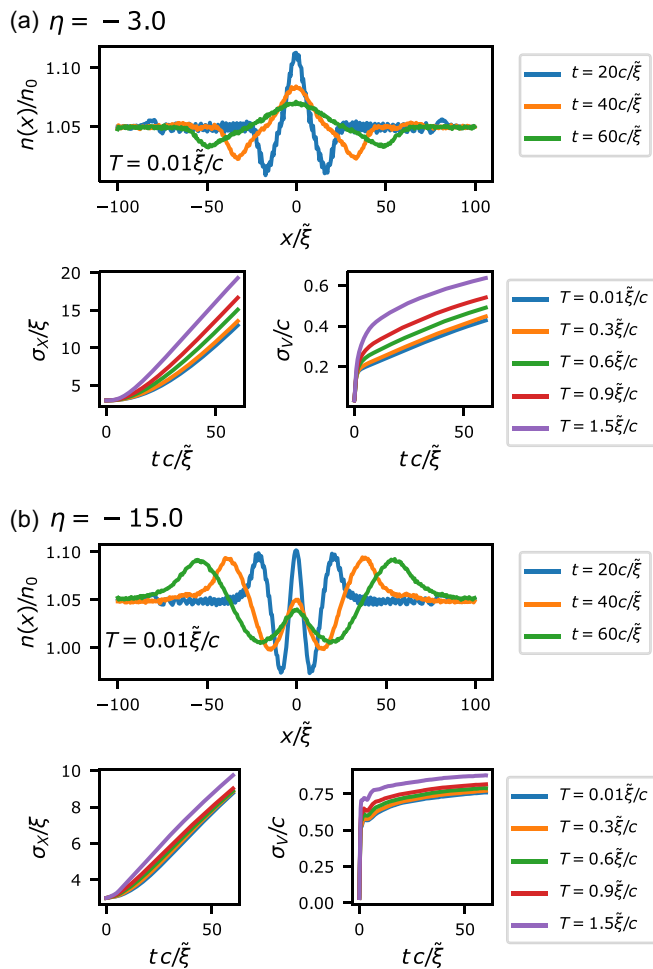 (a) η = − 3.0
n(x)/n₀
1.10
1.05
T = 0.01ξ̃/c
−100 −50 0 50 100
x/ξ̃
t = 20c/ξ̃
t = 40c/ξ̃
t = 60c/ξ̃
σ_X/ξ
20
15
10
5
0 50
t c/ξ̃
σ_V/c
0.6
0.4
0.2
0 50
t c/ξ̃
T = 0.01ξ̃/c
T = 0.3ξ̃/c
T = 0.6ξ̃/c
T = 0.9ξ̃/c
T = 1.5ξ̃/c
(b) η = − 15.0
n(x)/n₀
1.10
1.05
1.00
T = 0.01ξ̃/c
−100 −50 0 50 100
x/ξ̃
t = 20c/ξ̃
t = 40c/ξ̃
t = 60c/ξ̃
σ_X/ξ
10
8
6
4
0 50
t c/ξ̃
σ_V/c
0.75
0.50
0.25
0.00
0 50
t c/ξ̃
T = 0.01ξ̃/c
T = 0.3ξ̃/c
T = 0.6ξ̃/c
T = 0.9ξ̃/c
T = 1.5ξ̃/c